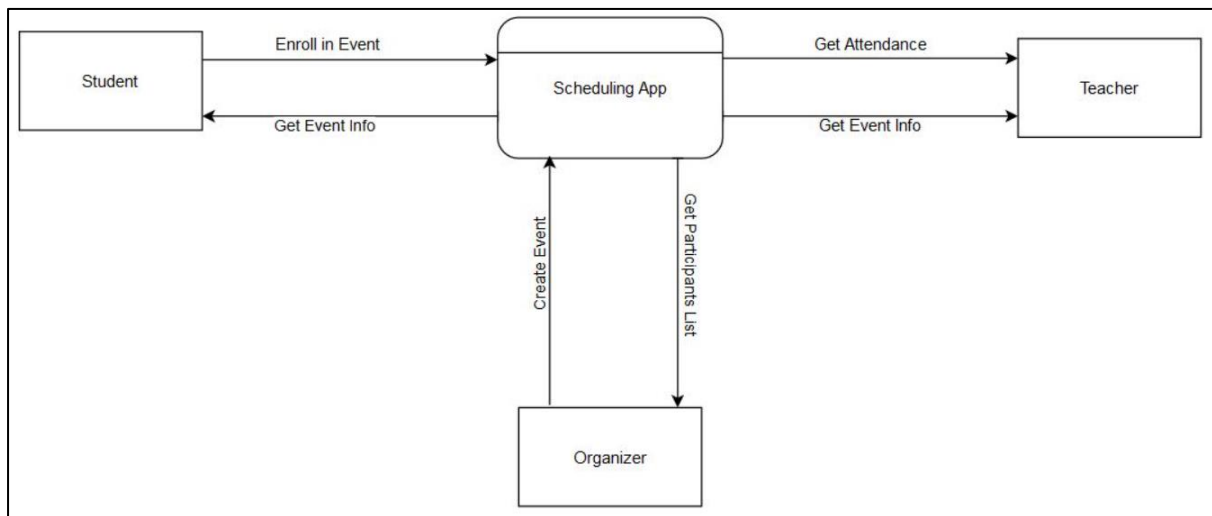 Enroll in Event
Get Attendance
Student
Scheduling App
Teacher
Get Event Info
Get Event Info
Create Event
Get Participants List
Organizer